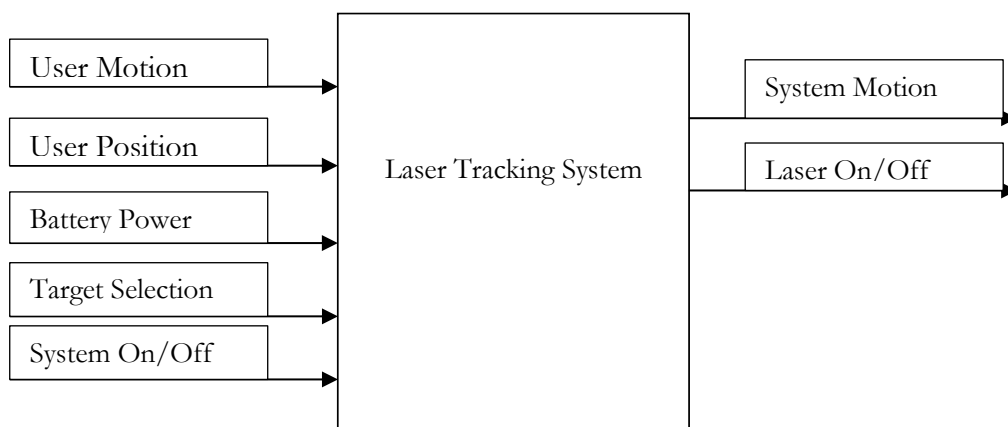 User Motion
User Position
Battery Power
Target Selection
System On/Off
Laser Tracking System
System Motion
Laser On/Off